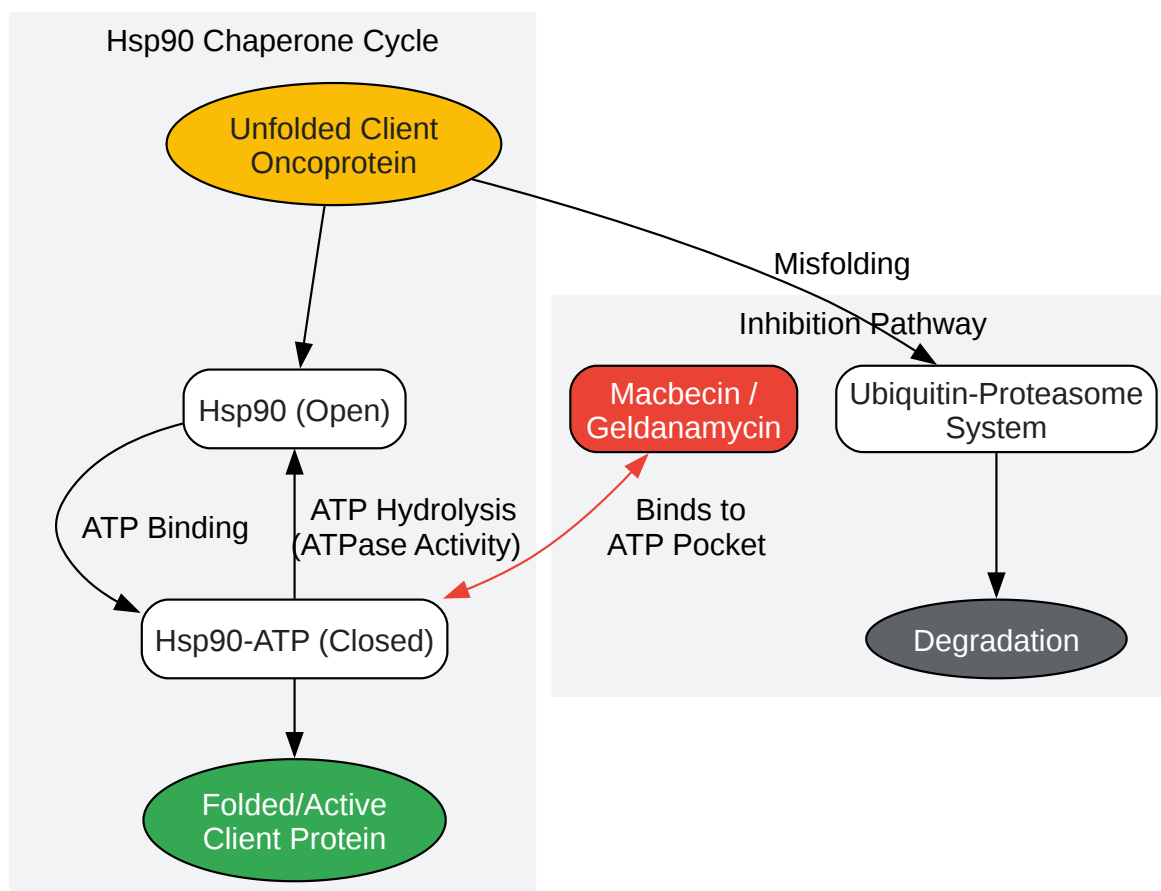 Hsp90 Chaperone Cycle
Unfolded Client
Oncoprotein
Misfolding
Inhibition Pathway
Hsp90 (Open)
Macbecin /
Geldanamycin
Ubiquitin-Proteasome
System
ATP Binding
ATP Hydrolysis
(ATPase Activity)
Binds to
ATP Pocket
Hsp90-ATP (Closed)
Degradation
Folded/Active
Client Protein